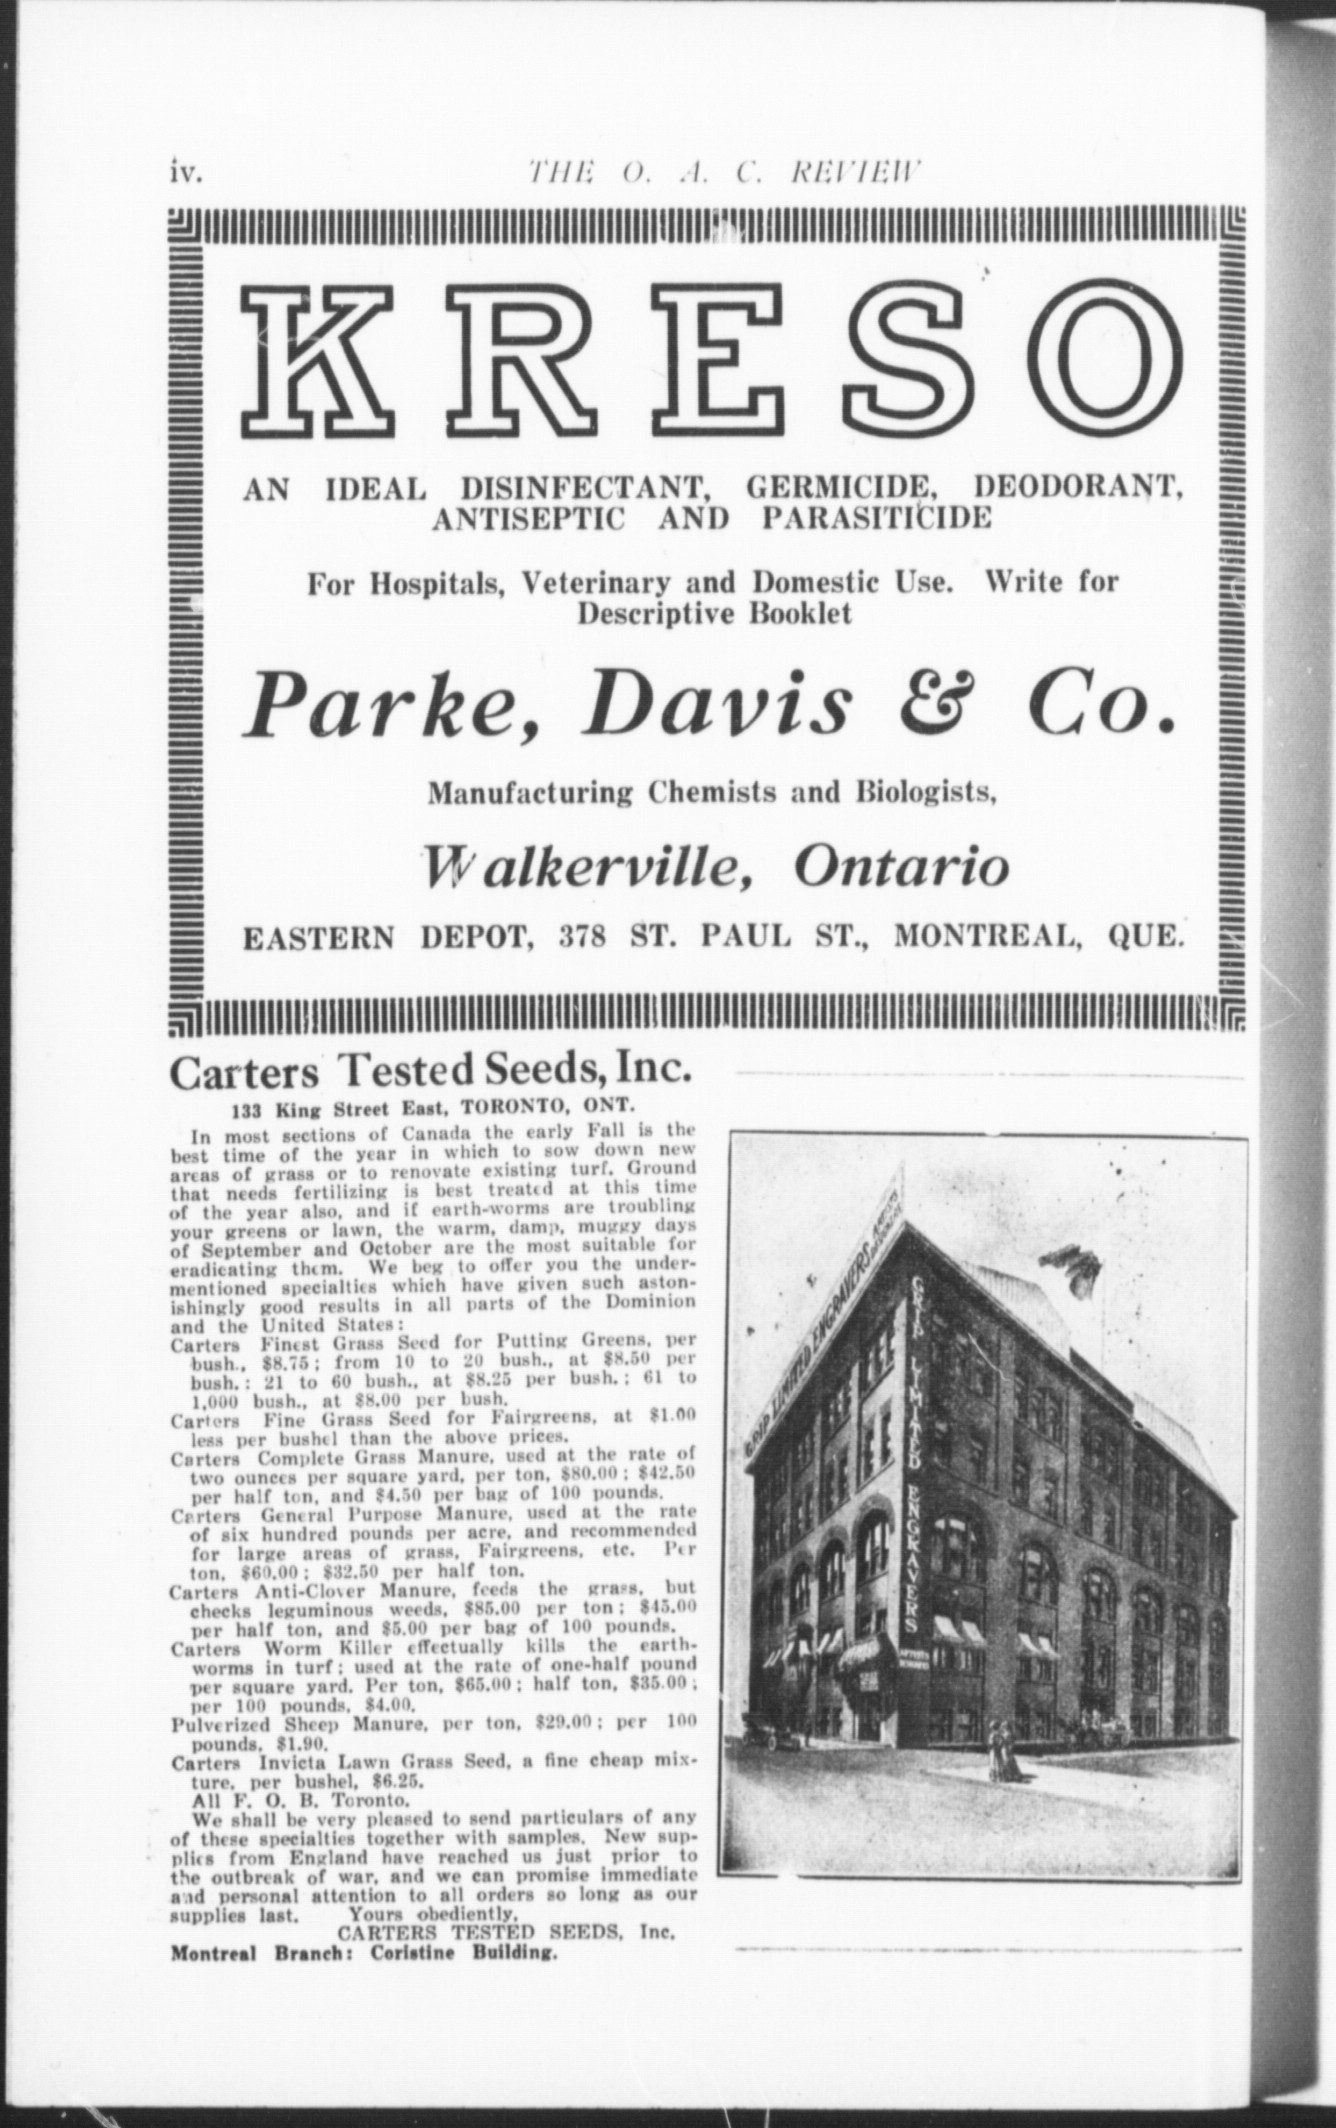 iv.
THE O. A. C. REVIEW
KRESO
AN IDEAL DISINFECTANT, GERMICIDE, DEODORANT,
ANTISEPTIC AND PARASITICIDE
For Hospitals, Veterinary and Domestic Use. Write for
Descriptive Booklet
Parke, Davis & Co.
Manufacturing Chemists and Biologists,
Walkerville, Ontario
EASTERN DEPOT, 378 ST. PAUL ST., MONTREAL, QUE.
Carters Tested Seeds, Inc.
133 King Street East, TORONTO, ONT.
In most sections of Canada the early Fall is the
best time of the year in which to sow down new
areas of grass or to renovate existing turf. Ground
that needs fertilizing is best treated at this time
of the year also, and if earth-worms are troubling
your greens or lawn, the warm, damp, muggy days
of September and October are the most suitable for
eradicating them. We beg to offer you the under-
mentioned specialties which have given such aston-
ishingly good results in all parts of the Dominion
and the United States:
Carters Finest Grass Seed for Putting Greens, per
bush., $8.75; from 10 to 20 bush., at $8.50 per
bush.: 21 to 60 bush., at $8.25 per bush.; 61 to
1,000 bush., at $8.00 per bush.
Carters Fine Grass Seed for Fairgreens, at $1.00
less per bushel than the above prices.
Carters Complete Grass Manure, used at the rate of
two ounces per square yard, per ton, $80.00; $42.50
per half ton, and $4.50 per bag of 100 pounds.
Carters General Purpose Manure, used at the rate
of six hundred pounds per acre, and recommended
for large areas of grass, Fairgreens, etc. Per
ton, $60.00; $32.50 per half ton.
Carters Anti-Clover Manure, feeds the grass, but
checks leguminous weeds, $85.00 per ton; $45.00
per half ton, and $5.00 per bag of 100 pounds.
Carters Worm Killer effectually kills the earth-
worms in turf; used at the rate of one-half pound
per square yard. Per ton, $65.00; half ton, $35.00;
per 100 pounds, $4.00.
Pulverized Sheep Manure, per ton, $29.00; per 100
pounds, $1.90.
Carters Invicta Lawn Grass Seed, a fine cheap mix-
ture, per bushel, $6.25.
All F. O. B. Toronto.
We shall be very pleased to send particulars of any
of these specialties together with samples. New sup-
plies from England have reached us just prior to
the outbreak of war, and we can promise immediate
and personal attention to all orders so long as our
supplies last. Yours obediently,
CARTERS TESTED SEEDS, Inc.
Montreal Branch: Coristine Building.
GRIP LIMITED ENGRAVERS ARTISTS
GRIP LIMITED ENGRAVERS